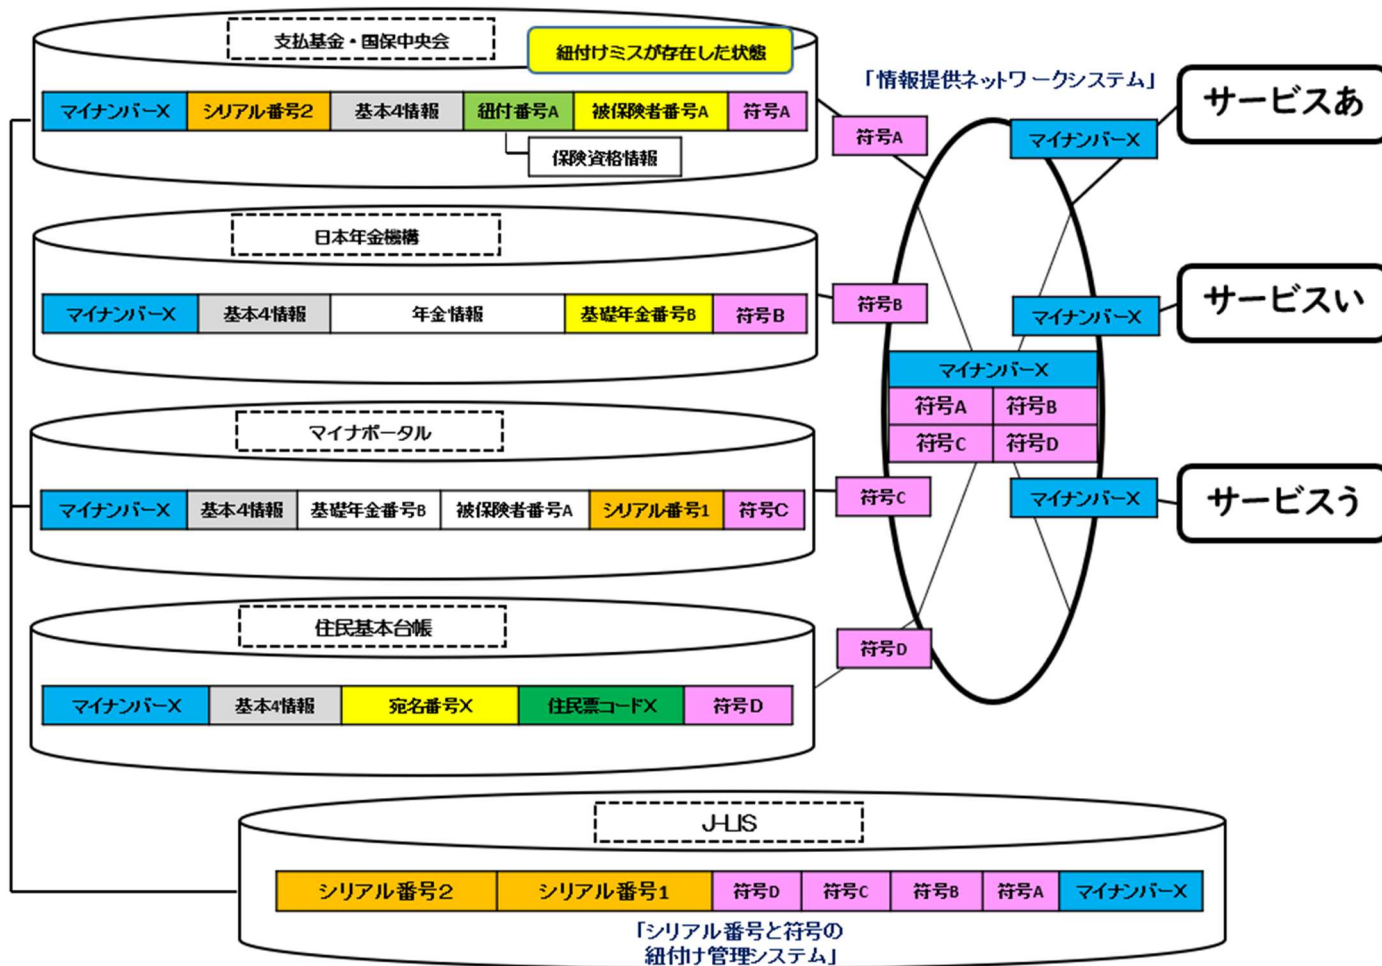 支払基金・国保中央会
紐付けミスが存在した状態
マイナンバーX
シリアル番号2
基本4情報
紐付番号A
被保険者番号A
符号A
保険資格情報
日本年金機構
マイナンバーX
基本4情報
年金情報
基礎年金番号B
符号B
マイナポータル
マイナンバーX
基本4情報
基礎年金番号B
被保険者番号A
シリアル番号1
符号C
住民基本台帳
マイナンバーX
基本4情報
宛名番号X
住民票コードX
符号D
「情報提供ネットワークシステム」
符号A
符号B
符号C
符号D
マイナンバーX
サービスあ
マイナンバーX
サービスい
マイナンバーX
符号A
符号B
符号C
符号D
マイナンバーX
サービスう
J-LIS
シリアル番号2
シリアル番号1
符号D
符号C
符号B
符号A
マイナンバーX
「シリアル番号と符号の
紐付け管理システム」